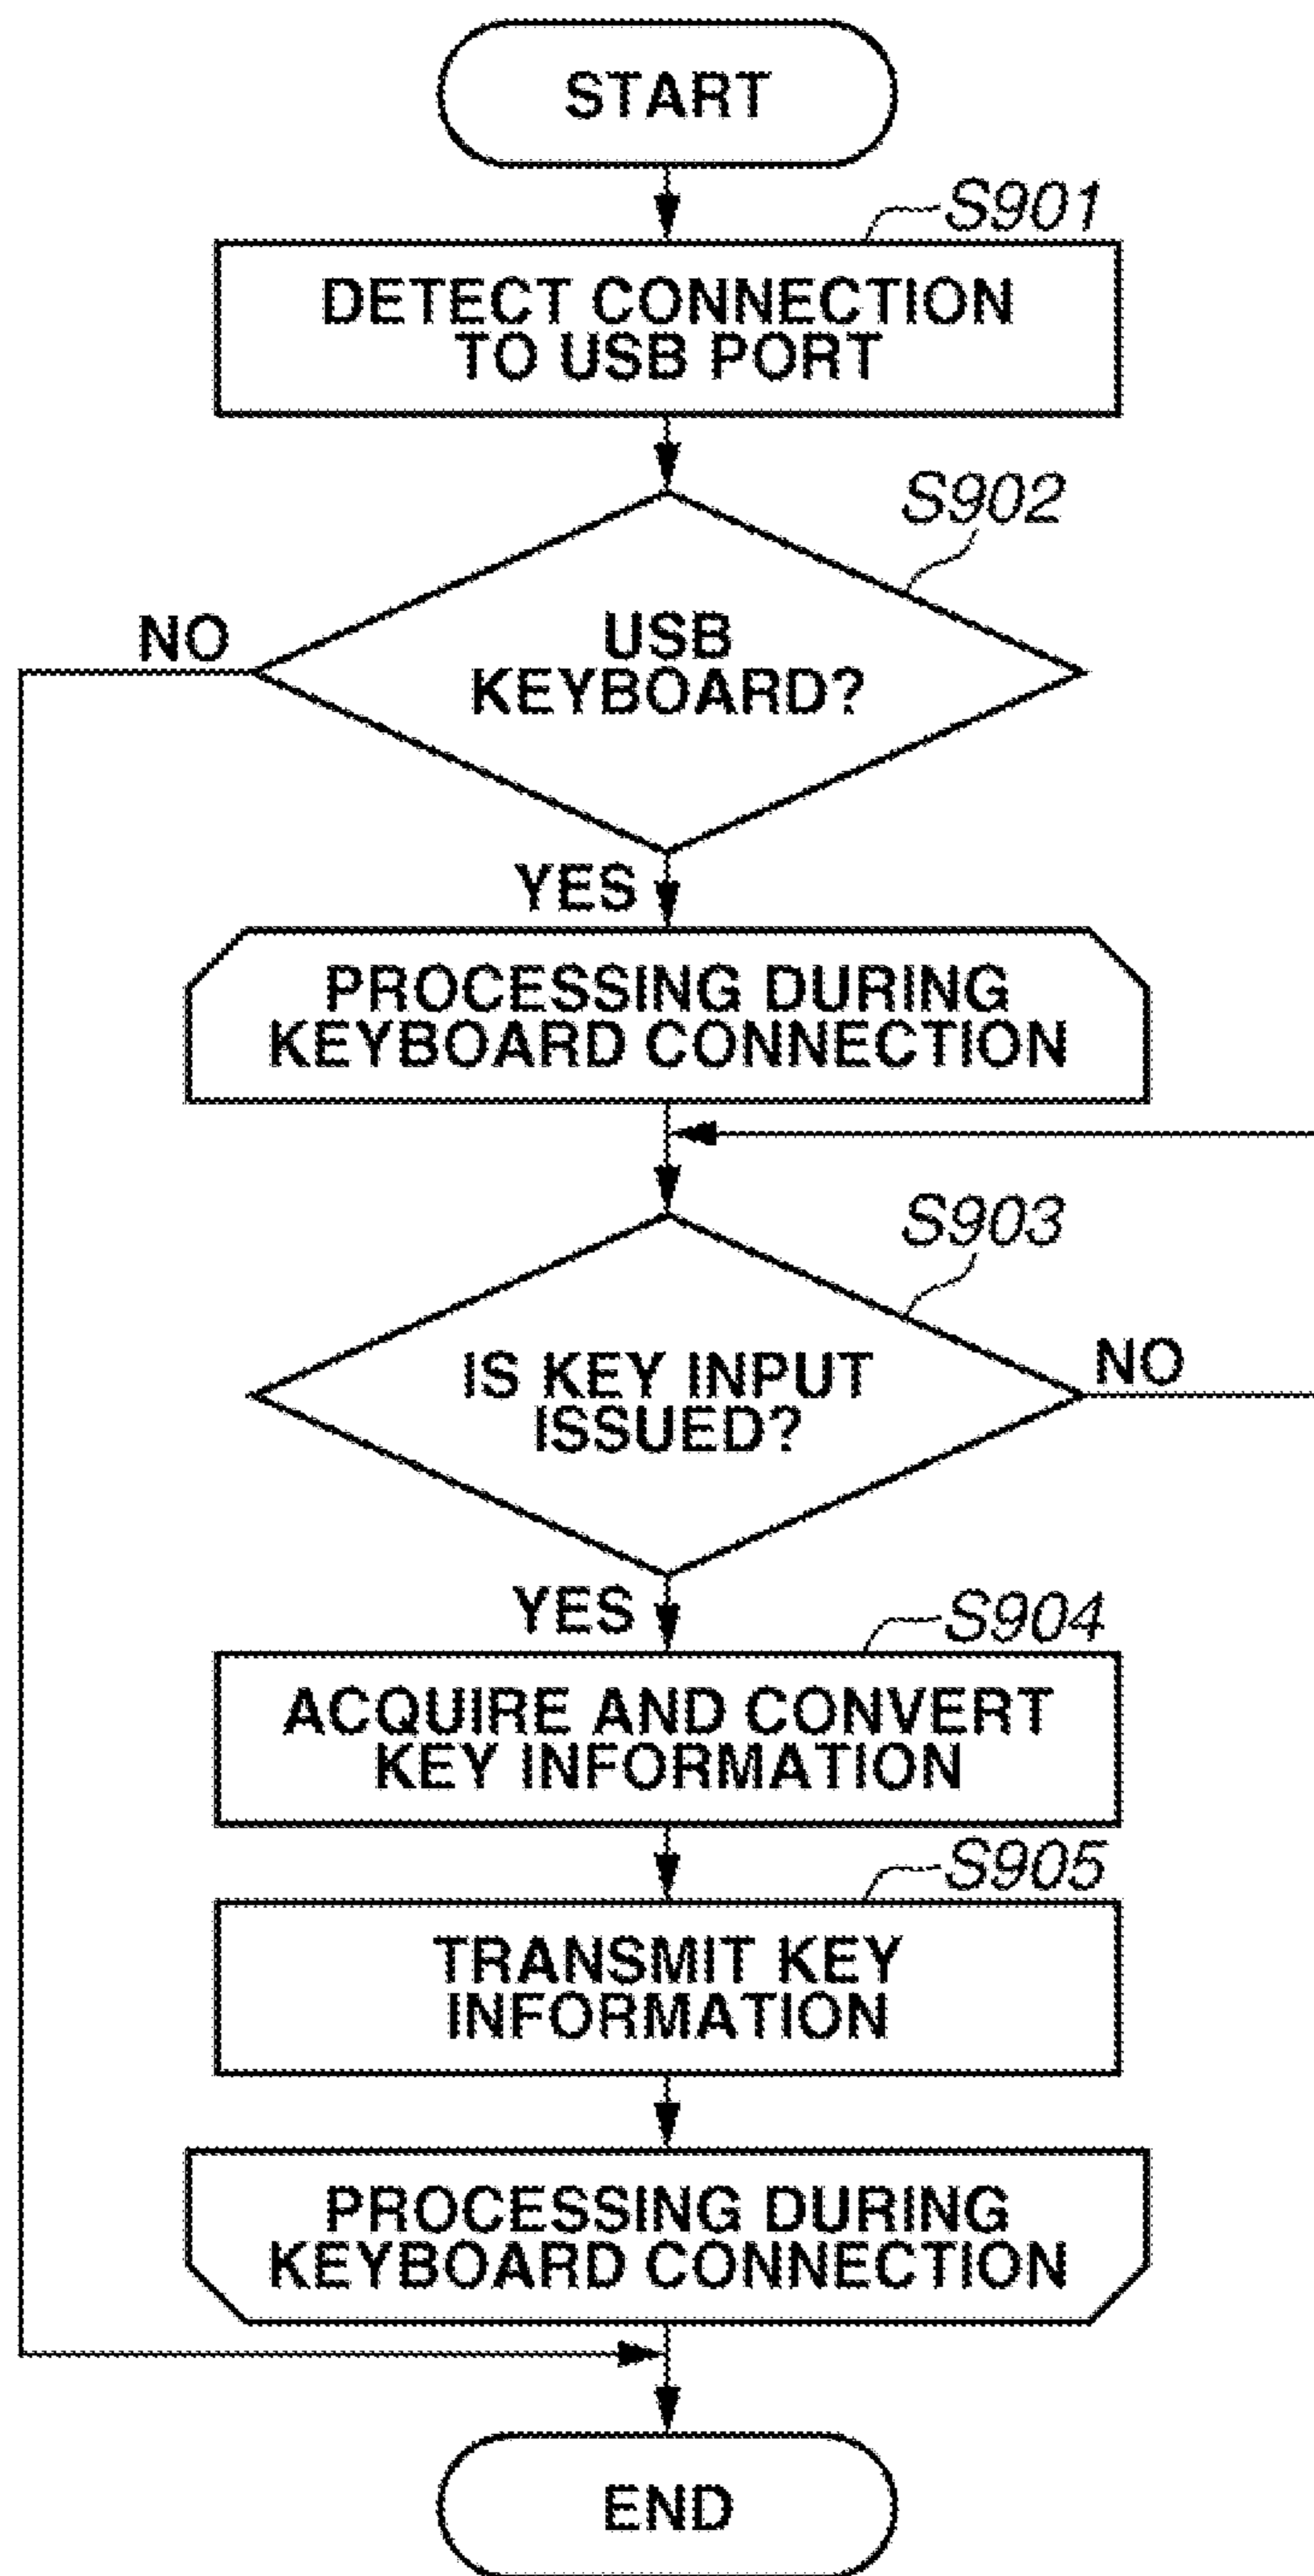 START
S901
DETECT CONNECTION
TO USB PORT
S902
NO
USB
KEYBOARD?
YES
PROCESSING DURING
KEYBOARD CONNECTION
S903
IS KEY INPUT
ISSUED?
NO
YES
S904
ACQUIRE AND CONVERT
KEY INFORMATION
S905
TRANSMIT KEY
INFORMATION
PROCESSING DURING
KEYBOARD CONNECTION
END